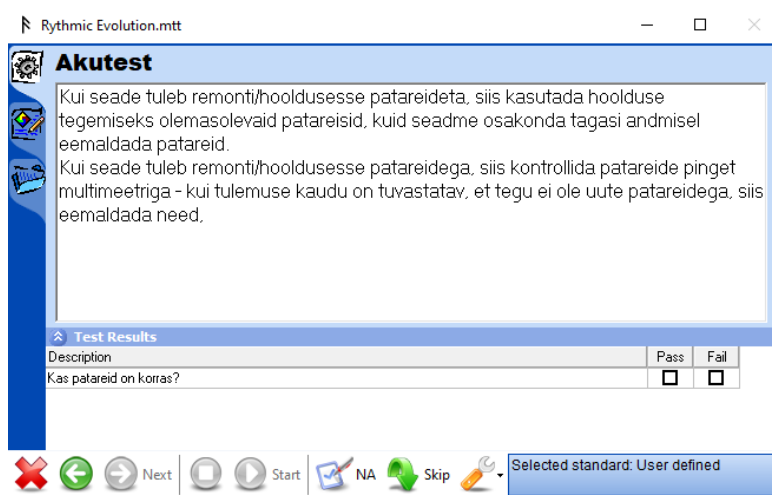 Rythmic Evolution.mtt
Akutest
Kui seade tuleb remonti/hooldusesse patareideta, siis kasutada hoolduse
tegemiseks olemasolevaid patareisid, kuid seadme osakonda tagasi andmisel
eemaldada patareid.
Kui seade tuleb remonti/hooldusesse patareidega, siis kontrollida patareide pinget
multimeetriga - kui tulemuse kaudu on tuvastatav, et tegu ei ole uute patareidega, siis
eemaldada need,
Test Results
Description Pass Fail
Kas patareid on korras?
Next Start NA Skip Selected standard: User defined